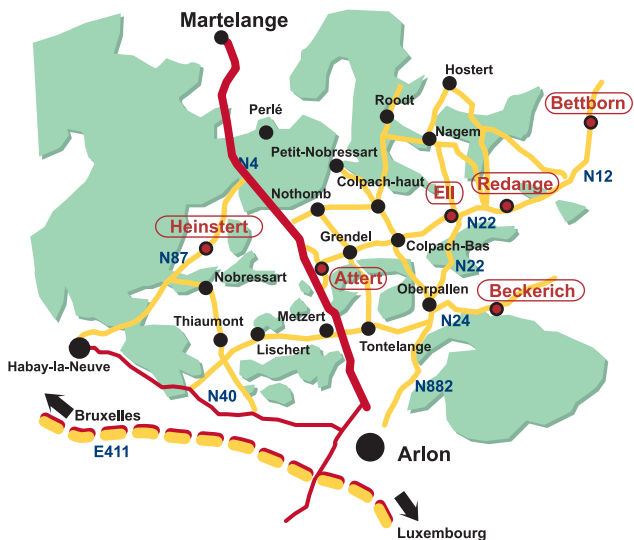 Martelange
Hostert
Roodt
Bettborn
Perlé
Nagem
Petit-Nobressart
N4
Colpach-haut
N12
Ell
Redange
Nothomb
Heinstert
N22
Grendel
Colpach-Bas
N87
N22
Attert
Nobressart
Oberpallen
Beckerich
Metzert
Thiaumont
N24
Lischert
Tontelange
Habay-la-Neuve
N882
N40
Bruxelles
E411
Arlon
Luxembourg